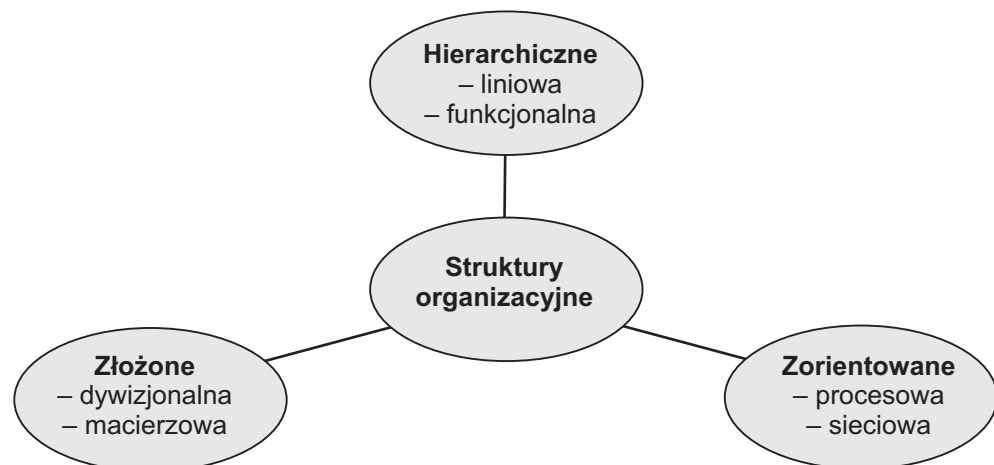 Hierarchiczne
– liniowa
– funkcjonalna
Struktury
organizacyjne
Złożone
– dywizjonalna
– macierzowa
Zorientowane
– procesowa
– sieciowa